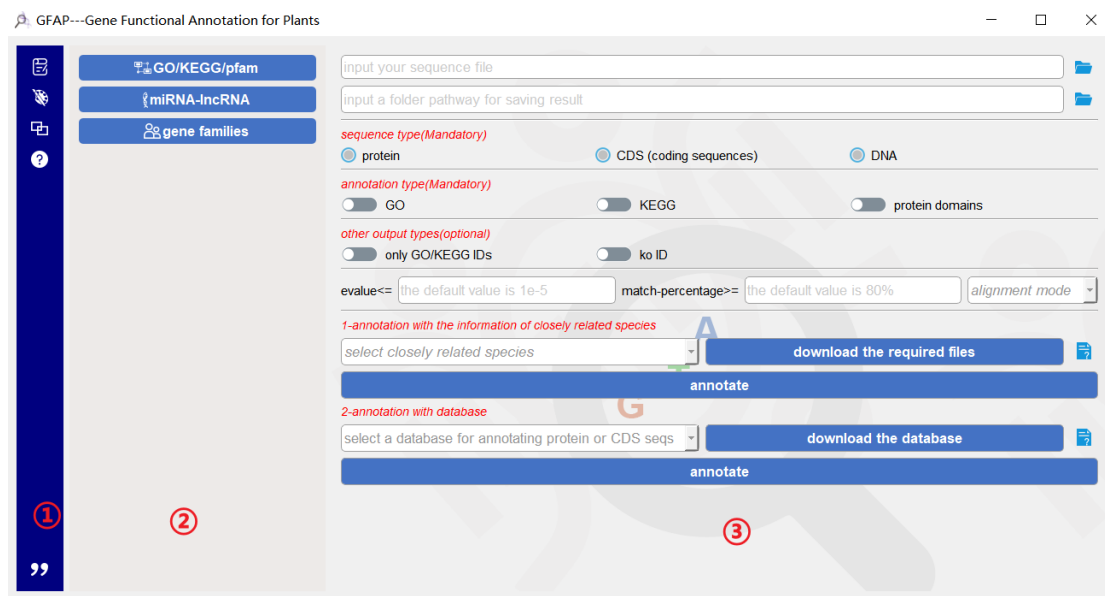 GFAP---Gene Functional Annotation for Plants
GO/KEGG/pfam
miRNA-lncRNA
gene families
input your sequence file
input a folder pathway for saving result
sequence type(Mandatory)
protein CDS (coding sequences) DNA
annotation type(Mandatory)
GO KEGG protein domains
other output types(optional)
only GO/KEGG IDs ko ID
evalue<= the default value is 1e-5 match-percentage>= the default value is 80% alignment mode
1-annotation with the information of closely related species
A
select closely related species download the required files
annotate
2-annotation with database
G
select a database for annotating protein or CDS seqs download the database
annotate
① ② ③